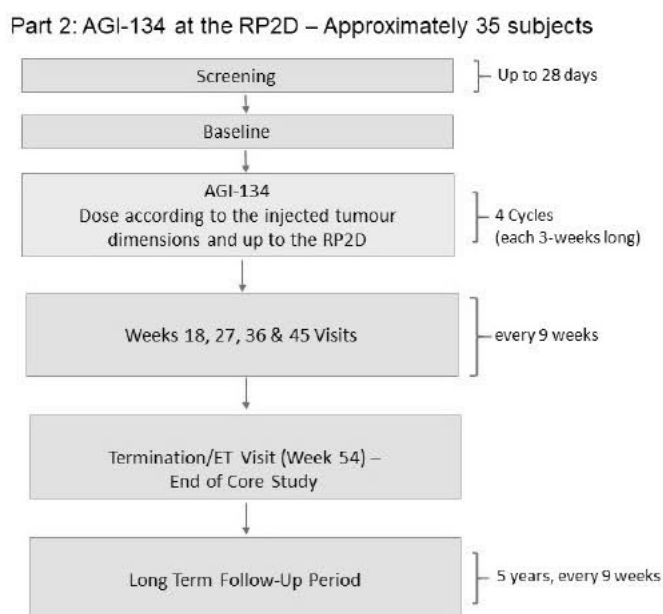 Part 2: AGI-134 at the RP2D – Approximately 35 subjects
Screening
Up to 28 days
Baseline
AGI-134
Dose according to the injected tumour
dimensions and up to the RP2D
4 Cycles
(each 3-weeks long)
Weeks 18, 27, 36 & 45 Visits
every 9 weeks
Termination/ET Visit (Week 54) –
End of Core Study
Long Term Follow-Up Period
5 years, every 9 weeks